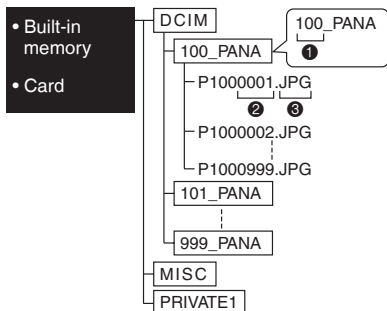 • Built-in
memory
• Card
DCIM
100_PANA
100_PANA
❶
P1000001.JPG
❷ ❸
P1000002.JPG
P1000999.JPG
101_PANA
999_PANA
MISC
PRIVATE1